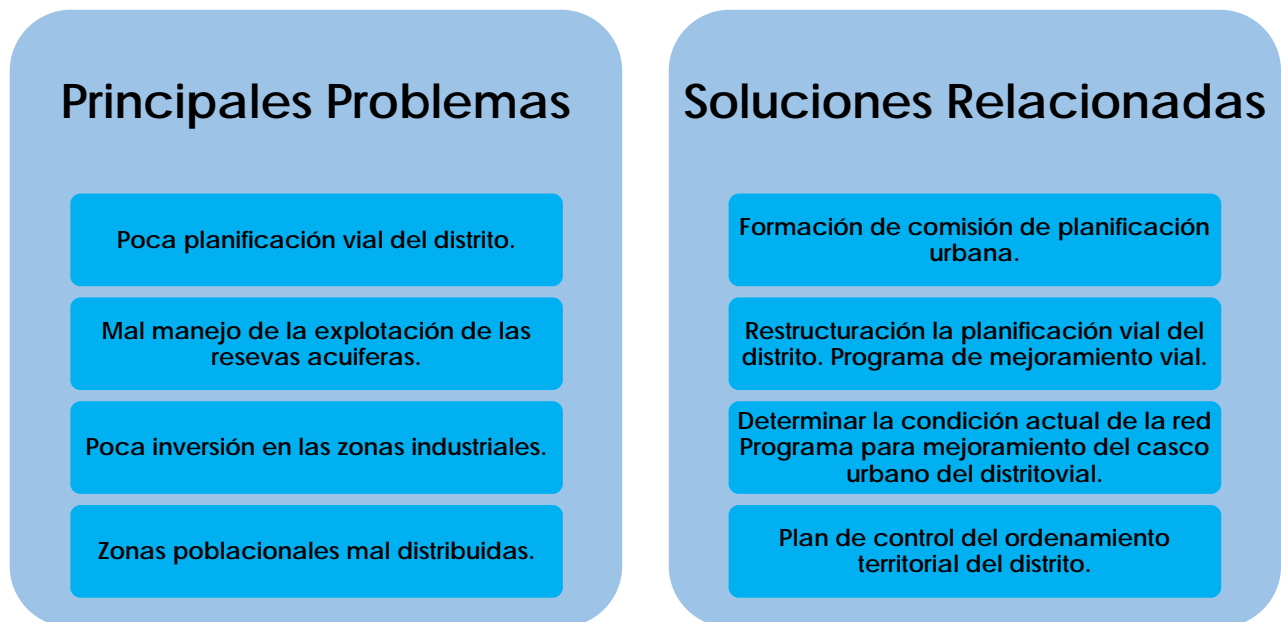 Principales Problemas
Poca planificación vial del distrito.
Mal manejo de la explotación de las
resevas acuiferas.
Poca inversión en las zonas industriales.
Zonas poblacionales mal distribuidas.
Soluciones Relacionadas
Formación de comisión de planificación
urbana.
Restructuración la planificación vial del
distrito. Programa de mejoramiento vial.
Determinar la condición actual de la red
Programa para mejoramiento del casco
urbano del distritovial.
Plan de control del ordenamiento
territorial del distrito.